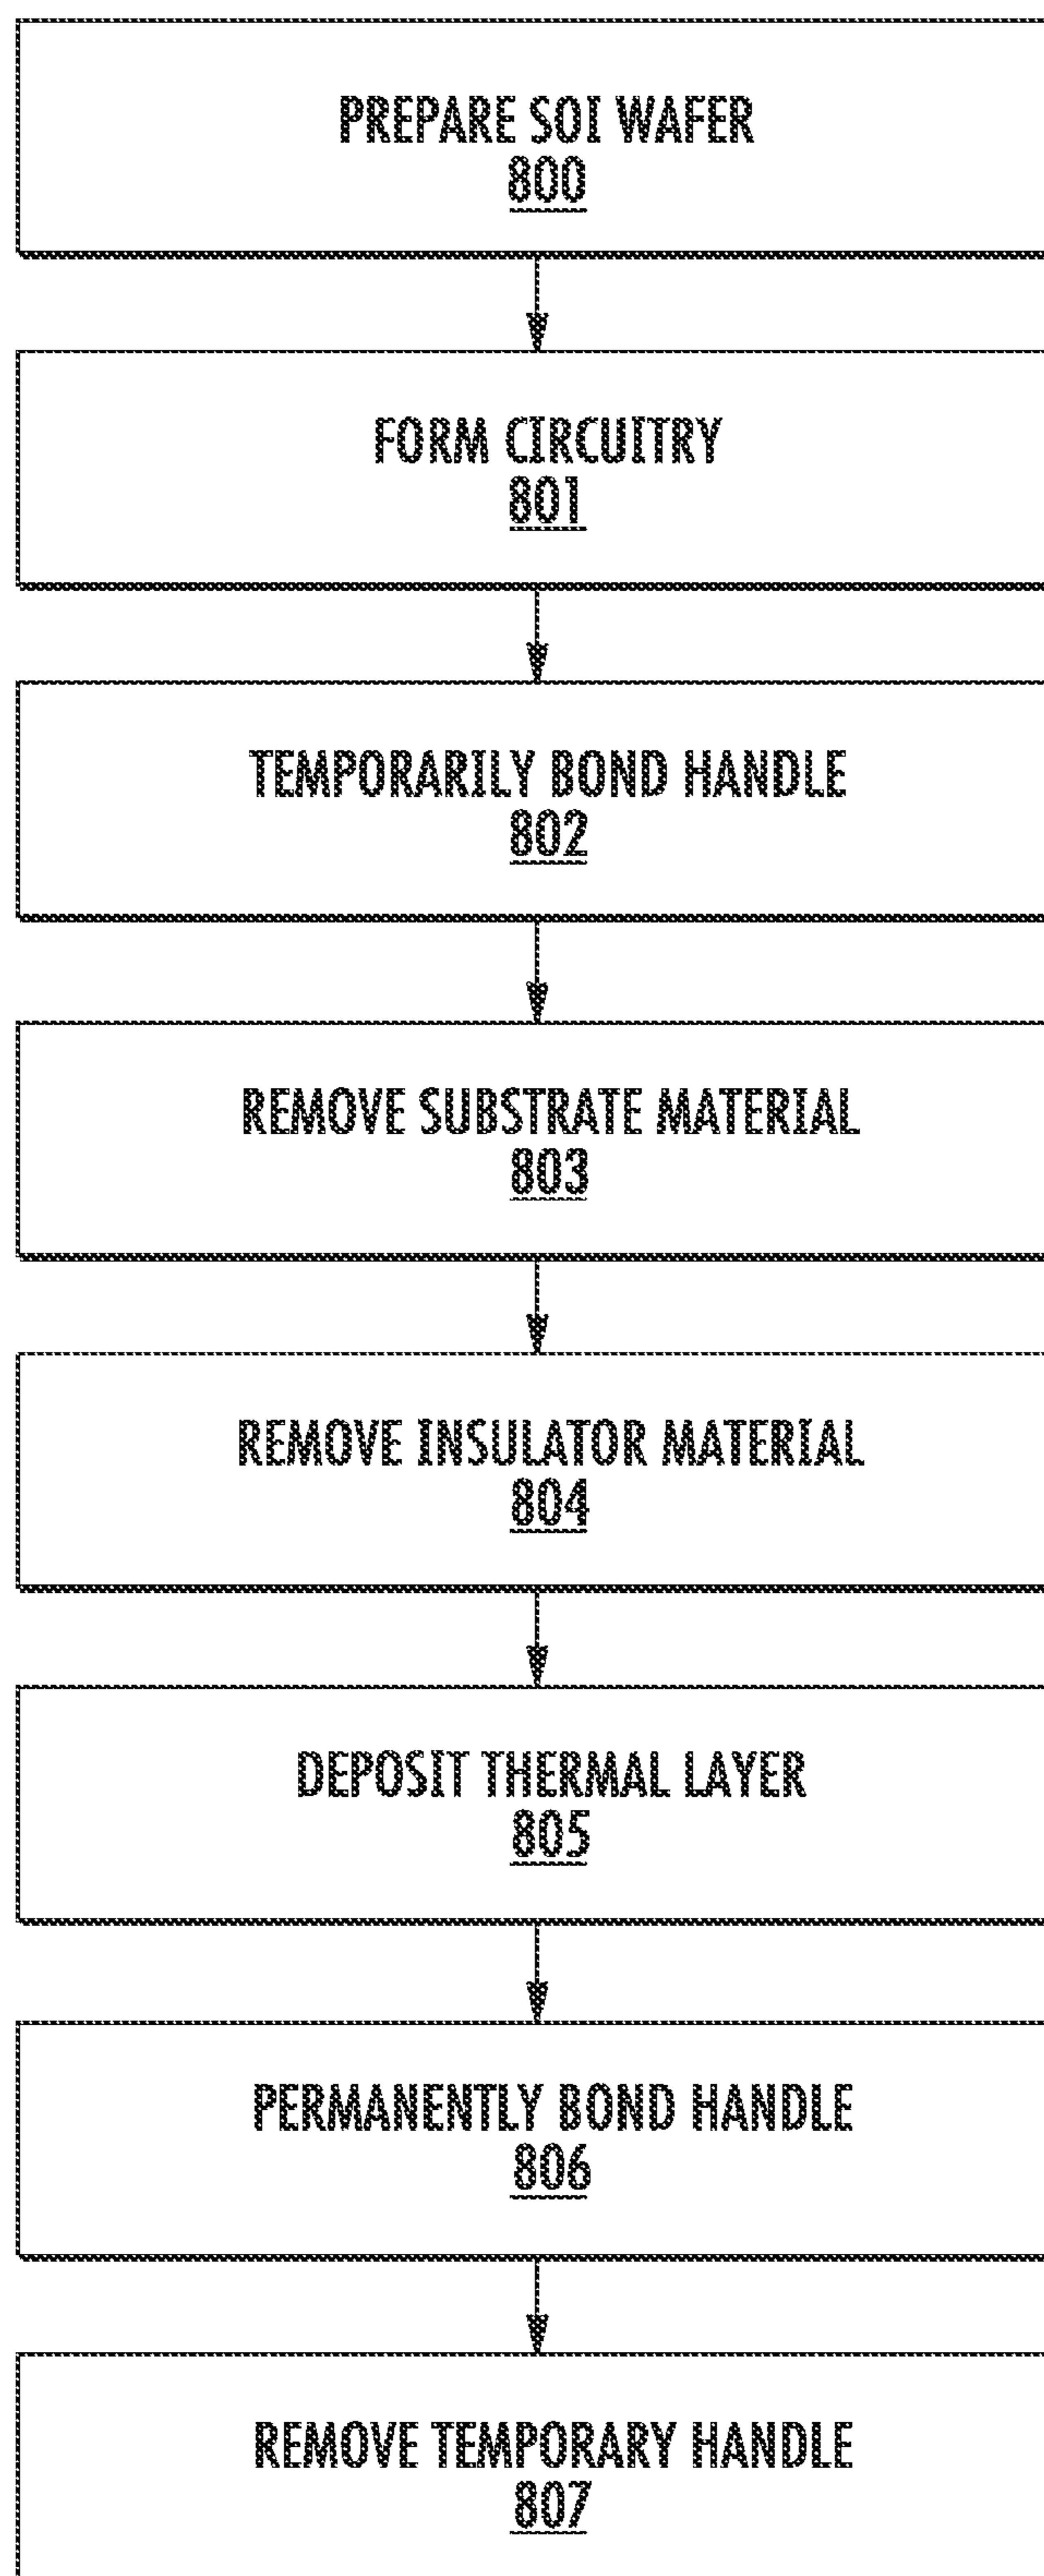 PREPARE SOI WAFER
800
FORM CIRCUITRY
801
TEMPORARILY BOND HANDLE
802
REMOVE SUBSTRATE MATERIAL
803
REMOVE INSULATOR MATERIAL
804
DEPOSIT THERMAL LAYER
805
PERMANENTLY BOND HANDLE
806
REMOVE TEMPORARY HANDLE
807